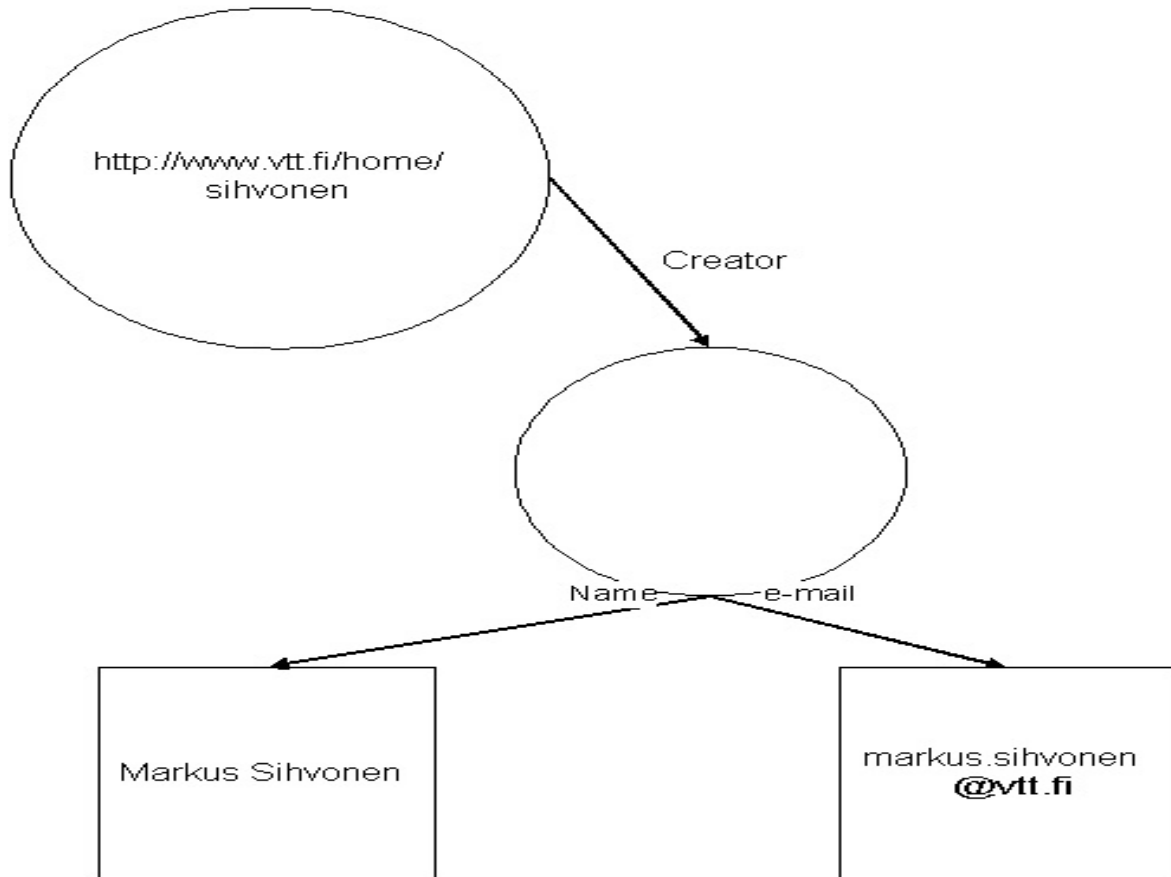 http://www.vtt.fi/home/
sihvonen
Creator
Name
e-mail
Markus Sihvonen
markus.sihvonen
@vtt.fi